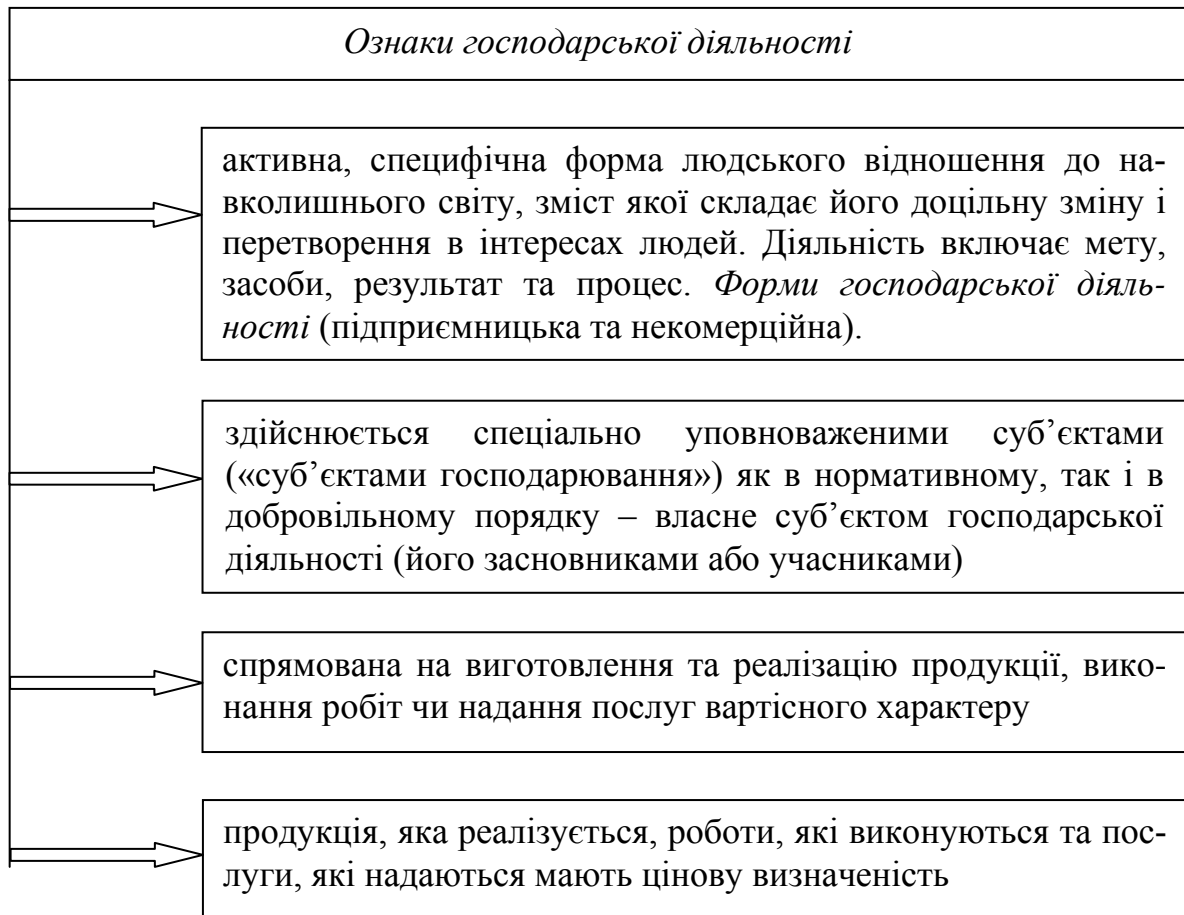 Ознаки господарської діяльності
активна, специфічна форма людського відношення до на-
вколишнього світу, зміст якої складає його доцільну зміну і
перетворення в інтересах людей. Діяльність включає мету,
засоби, результат та процес. Форми господарської діяль-
ності (підприємницька та некомерційна).
здійснюється спеціально уповноваженими суб’єктами
(«суб’єктами господарювання») як в нормативному, так і в
добровільному порядку – власне суб’єктом господарської
діяльності (його засновниками або учасниками)
спрямована на виготовлення та реалізацію продукції, вико-
нання робіт чи надання послуг вартісного характеру
продукція, яка реалізується, роботи, які виконуються та пос-
луги, які надаються мають цінову визначеність